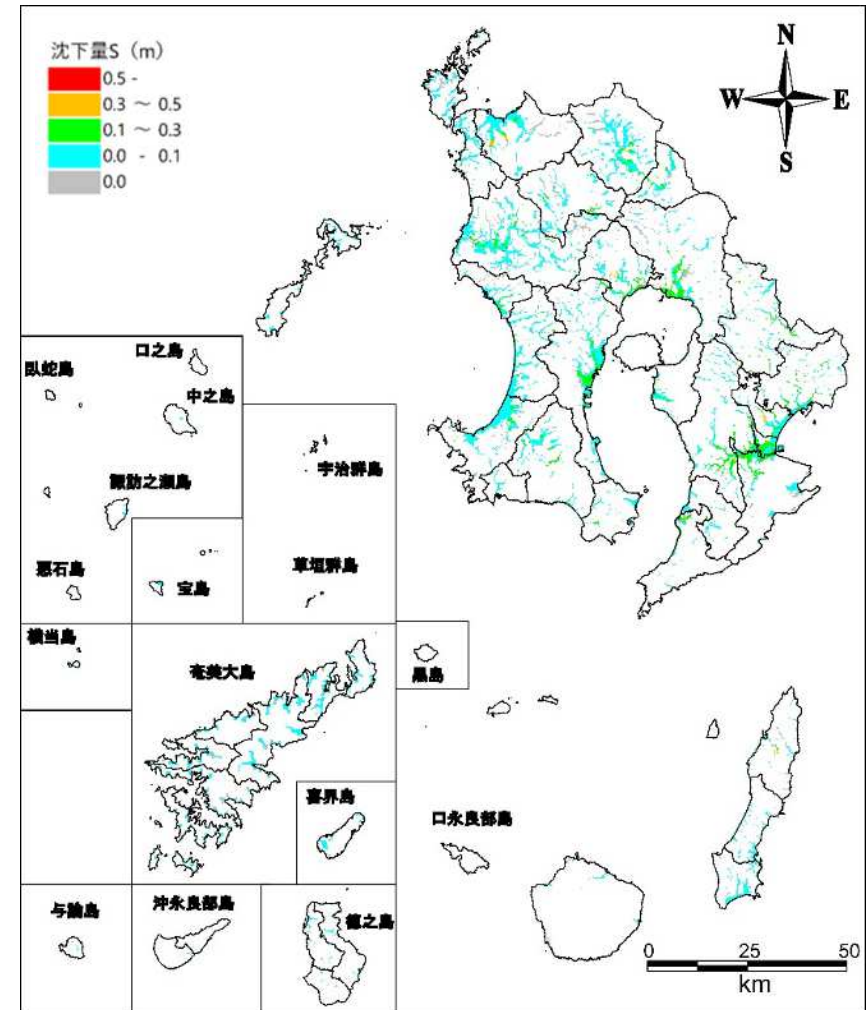 沈下量S（m）
0.5 -
0.3 ～ 0.5
0.1 ～ 0.3
0.0 - 0.1
0.0
N
W
E
S
口之島
臥蛇島
中之島
諏訪之瀬島
宇治群島
悪石島
宝島
草垣群島
横当島
奄美大島
黒島
喜界島
口永良部島
与論島
沖永良部島
徳之島
0 25 50
km